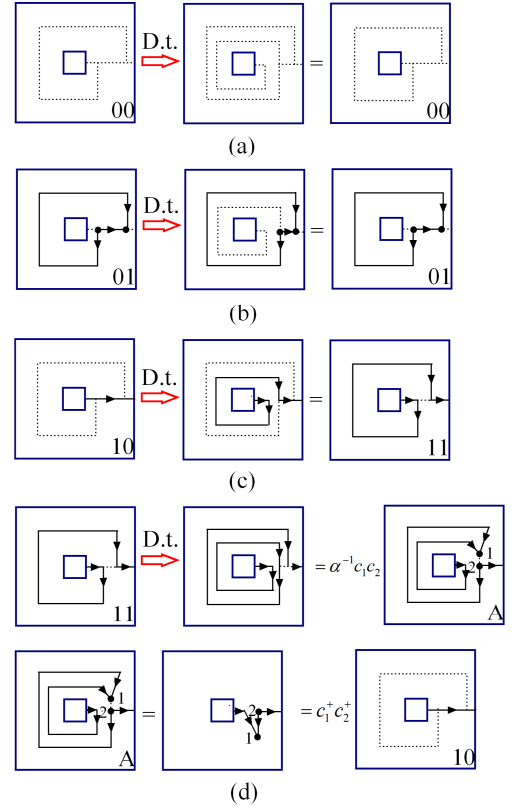 D.t.
00 = 00
(a)
D.t.
01 = 01
(b)
D.t.
10 = 11
(c)
D.t.
11 = α⁻¹c₁c₂ 1 2 A
1 2 A = 2 1 = c₁⁺c₂⁺ 10
(d)